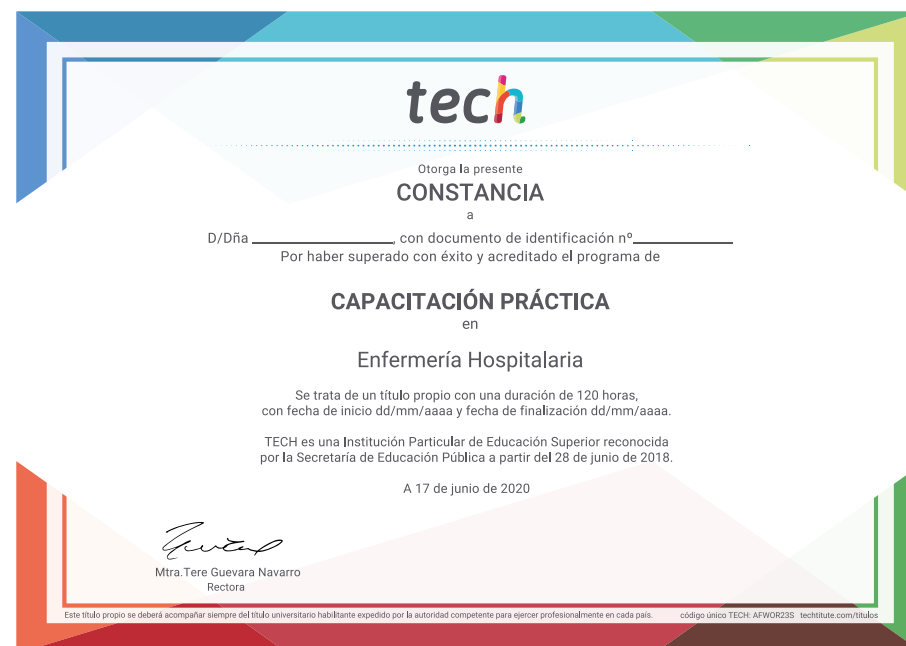 tech
Otorga la presente
CONSTANCIA
a
D/Dña ____________________, con documento de identificación nº______________
Por haber superado con éxito y acreditado el programa de
CAPACITACIÓN PRÁCTICA
en
Enfermería Hospitalaria
Se trata de un título propio con una duración de 120 horas,
con fecha de inicio dd/mm/aaaa y fecha de finalización dd/mm/aaaa.
TECH es una Institución Particular de Educación Superior reconocida
por la Secretaría de Educación Pública a partir del 28 de junio de 2018.
A 17 de junio de 2020
Mtra.Tere Guevara Navarro
Rectora
Este título propio se deberá acompañar siempre del título universitario habilitante expedido por la autoridad competente para ejercer profesionalmente en cada país. código único TECH: AFWOR23S techtitute.com/títulos